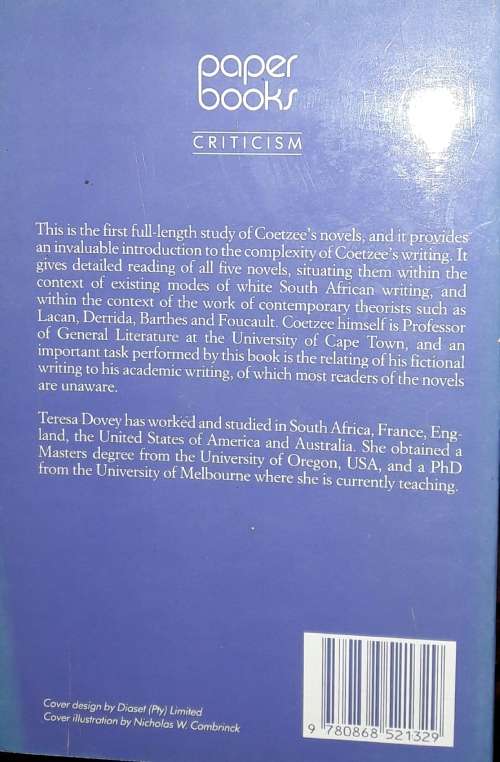 paper
books
CRITICISM
This is the first full-length study of Coetzee's novels, and it provides
an invaluable introduction to the complexity of Coetzee's writing. It
gives detailed reading of all five novels, situating them within the
context of existing modes of white South African writing, and
within the context of the work of contemporary theorists such as
Lacan, Derrida, Barthes and Foucault. Coetzee himself is Professor
of General Literature at the University of Cape Town, and an
important task performed by this book is the relating of his fictional
writing to his academic writing, of which most readers of the novels
are unaware.
Teresa Dovey has worked and studied in South Africa, France, Eng-
land, the United States of America and Australia. She obtained a
Masters degree from the University of Oregon, USA, and a PhD
from the University of Melbourne where she is currently teaching.
Cover design by Diaset (Pty) Limited
Cover illustration by Nicholas W. Combrinck
9 780868 521329